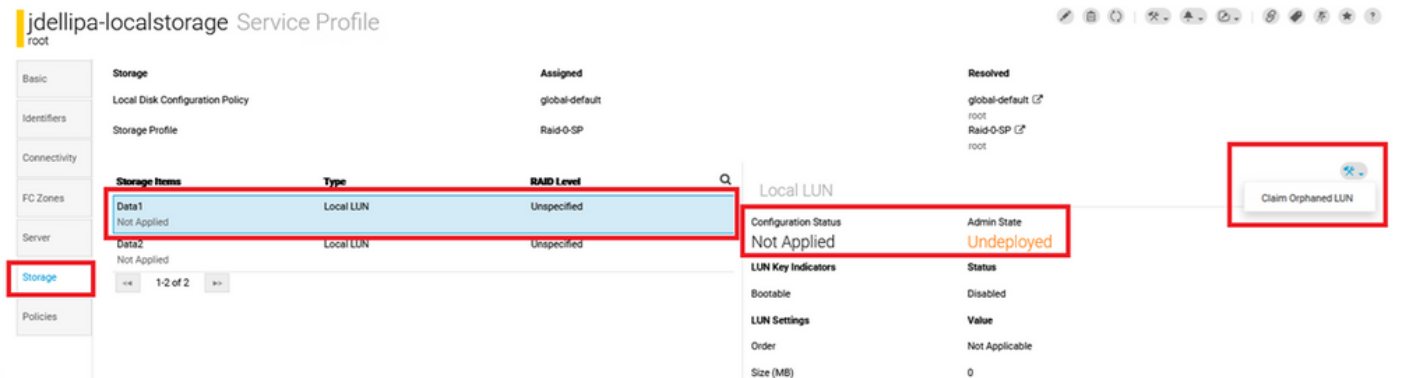 jdellipa-localstorage Service Profile
root
Basic
Identifiers
Connectivity
FC Zones
Server
Storage
Policies
Storage Assigned Resolved
Local Disk Configuration Policy global-default global-default
root
Storage Profile Raid-0-SP Raid-0-SP
root
Storage Items Type RAID Level
Data1 Local LUN Unspecified
Not Applied
Data2 Local LUN Unspecified
Not Applied
1-2 of 2
Local LUN
Claim Orphaned LUN
Configuration Status Admin State
Not Applied Undeployed
LUN Key Indicators Status
Bootable Disabled
LUN Settings Value
Order Not Applicable
Size (MB) 0